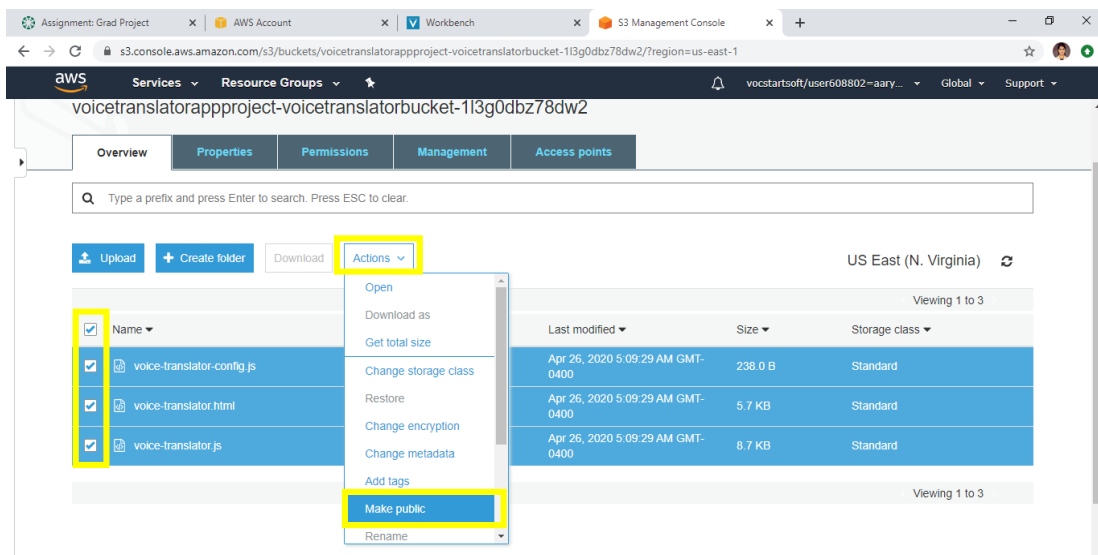 Assignment: Grad Project
AWS Account
Workbench
S3 Management Console
s3.console.aws.amazon.com/s3/buckets/voicetranslatorappproject-voicetranslatorbucket-1l3g0dbz78dw2/?region=us-east-1
aws
Services
Resource Groups
vocstartsoft/user608802=aary...
Global
Support
voicetranslatorappproject-voicetranslatorbucket-1l3g0dbz78dw2
Overview
Properties
Permissions
Management
Access points
Type a prefix and press Enter to search. Press ESC to clear.
Upload
Create folder
Download
Actions
US East (N. Virginia)
Open
Download as
Get total size
Change storage class
Restore
Change encryption
Change metadata
Add tags
Make public
Rename
Viewing 1 to 3
Name
Last modified
Size
Storage class
voice-translator-config.js
Apr 26, 2020 5:09:29 AM GMT-
0400
238.0 B
Standard
voice-translator.html
Apr 26, 2020 5:09:29 AM GMT-
0400
5.7 KB
Standard
voice-translator.js
Apr 26, 2020 5:09:29 AM GMT-
0400
8.7 KB
Standard
Viewing 1 to 3